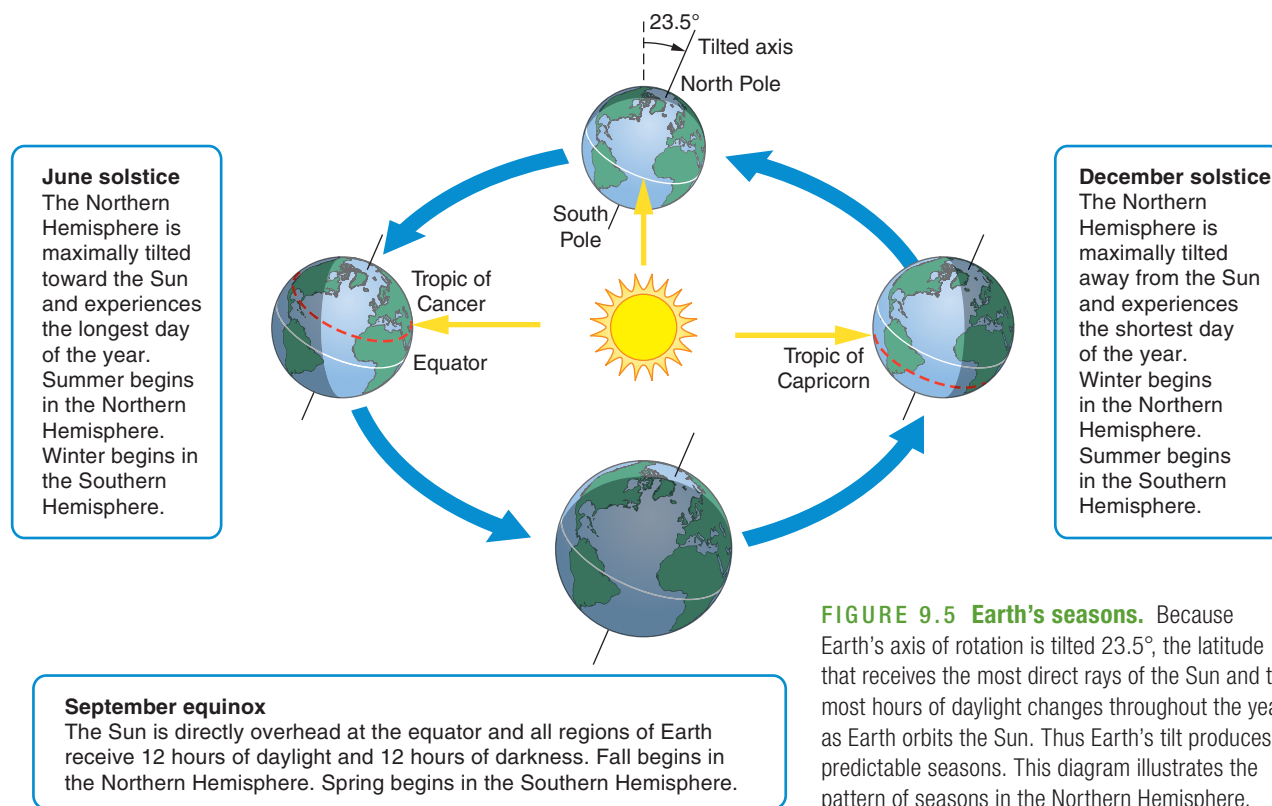 23.5°
Tilted axis
North Pole
South
Pole
June solstice
The Northern
Hemisphere is
maximally tilted
toward the Sun
and experiences
the longest day
of the year.
Summer begins
in the Northern
Hemisphere.
Winter begins in
the Southern
Hemisphere.
Tropic of
Cancer
Equator
Tropic of
Capricorn
December solstice
The Northern
Hemisphere is
maximally tilted
away from the Sun
and experiences
the shortest day
of the year.
Winter begins
in the Northern
Hemisphere.
Summer begins
in the Southern
Hemisphere.
September equinox
The Sun is directly overhead at the equator and all regions of Earth
receive 12 hours of daylight and 12 hours of darkness. Fall begins in
the Northern Hemisphere. Spring begins in the Southern Hemisphere.
FIGURE 9.5 Earth's seasons. Because
Earth's axis of rotation is tilted 23.5°, the latitude
that receives the most direct rays of the Sun and
most hours of daylight changes throughout the
as Earth orbits the Sun. Thus Earth's tilt produces
predictable seasons. This diagram illustrates the
pattern of seasons in the Northern Hemisphere.